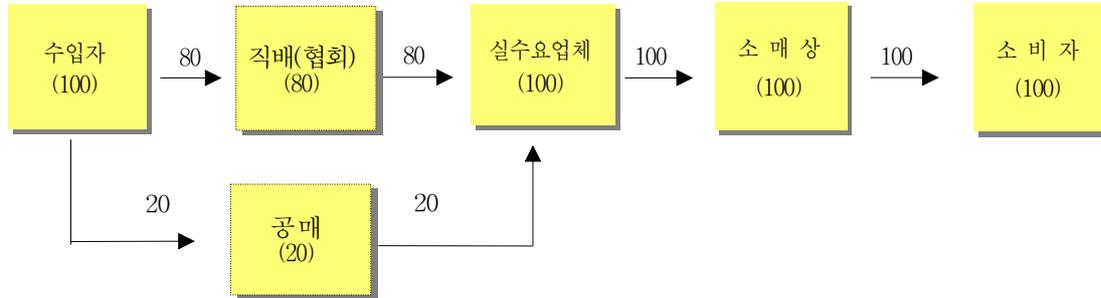 수입자
(100)
80
직배(협회)
(80)
80
실수요업체
(100)
100
소 매 상
(100)
100
소 비 자
(100)
20
공매
(20)
20